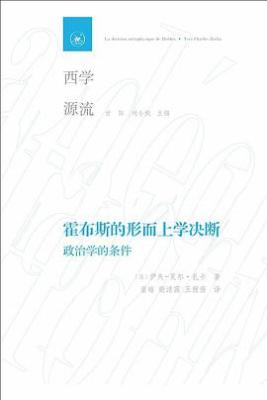 La décision métaphysique de Hobbes • Yves Charles Zarka
西学
源流
甘阳 刘小枫 主编
霍布斯的形而上学决断
政治学的条件
〔法〕伊夫-夏尔·扎卡 著
董皓 谢清露 王茜茜 译